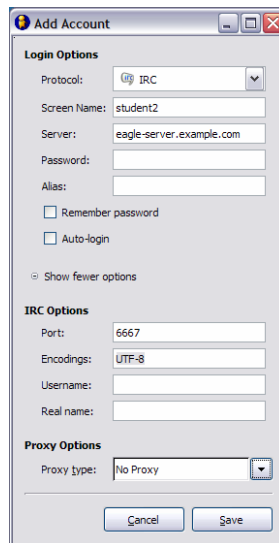 Add Account
Login Options
Protocol: IRC
Screen Name: student2
Server: eagle-server.example.com
Password:
Alias:
Remember password
Auto-login
Show fewer options
IRC Options
Port: 6667
Encodings: UTF-8
Username:
Real name:
Proxy Options
Proxy type: No Proxy
Cancel Save